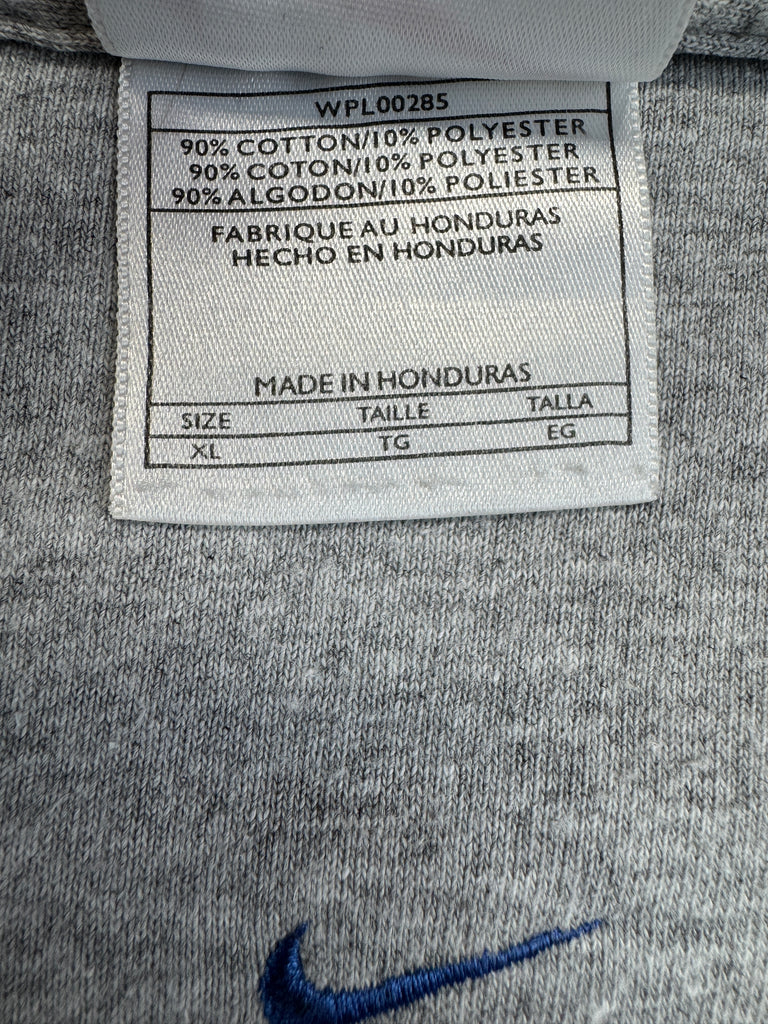 WPL00285
90% COTTON/10% POLYESTER
90% COTON/10% POLYESTER
90% ALGODON/10% POLIESTER
FABRIQUE AU HONDURAS
HECHO EN HONDURAS
MADE IN HONDURAS
SIZE TAILLE TALLA
XL TG EG